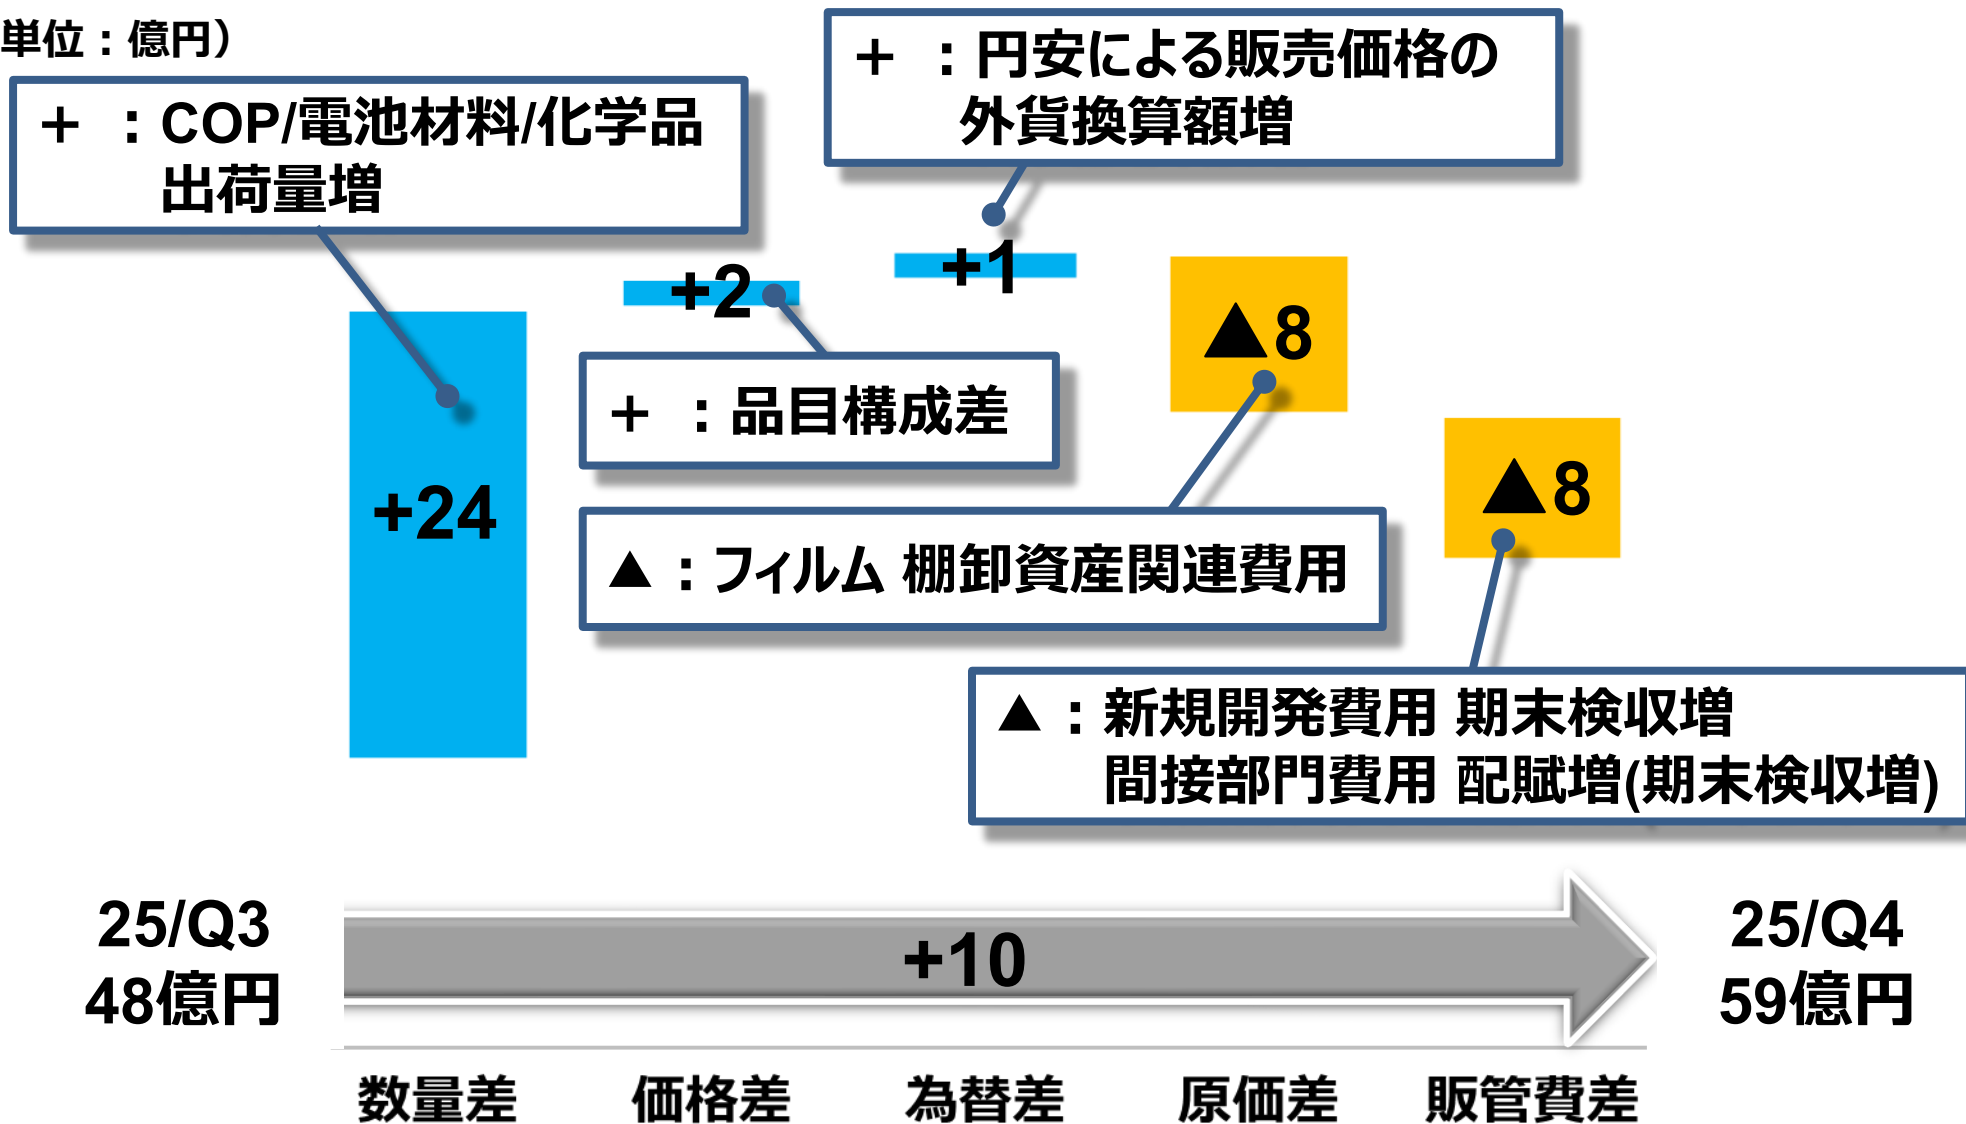 単位：億円）
＋ ：COP/電池材料/化学品
出荷量増
＋ ：円安による販売価格の
外貨換算額増
+24
+2
+1
▲8
▲8
＋ ：品目構成差
▲：フィルム 棚卸資産関連費用
▲：新規開発費用 期末検収増
間接部門費用 配賦増(期末検収増)
25/Q3
48億円
+10
25/Q4
59億円
数量差 価格差 為替差 原価差 販管費差